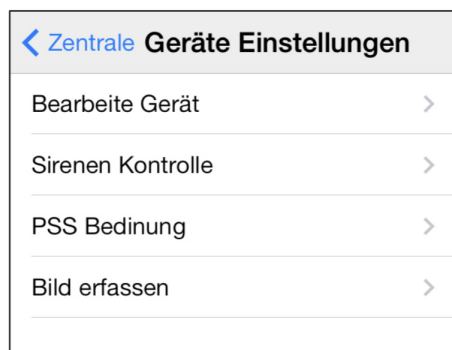 Zentrale Geräte Einstellungen
Bearbeite Gerät
Sirenen Kontrolle
PSS Bedinung
Bild erfassen